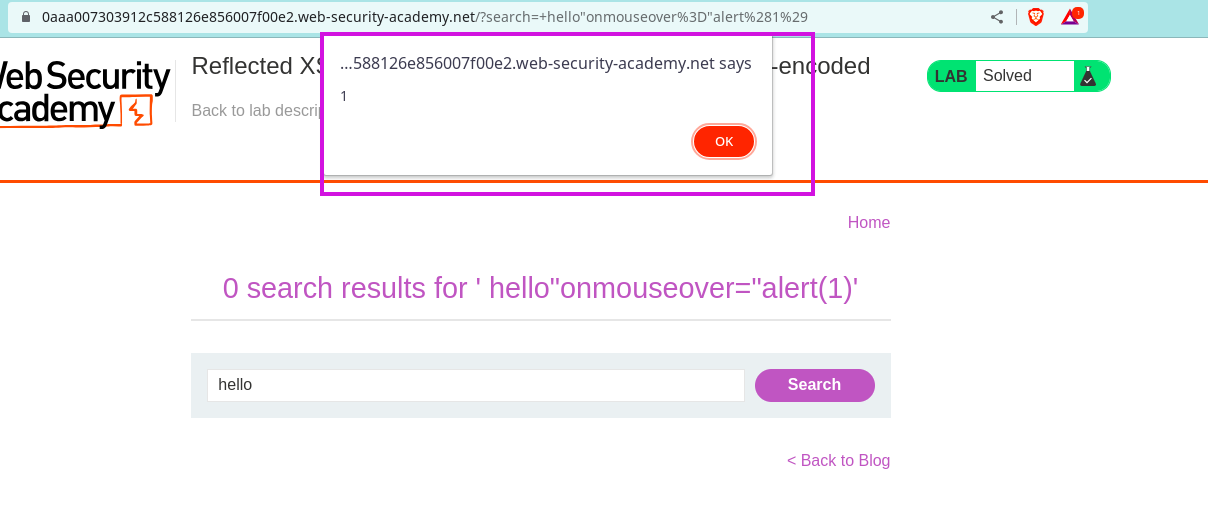 0aaa007303912c588126e856007f00e2.web-security-academy.net/?search=+hello"onmouseover%3D"alert%281%29
1
Web Security
Academy
Reflected XS
-encoded
Back to lab descrip
...588126e856007f00e2.web-security-academy.net says
1
OK
LAB Solved
Home
0 search results for ' hello"onmouseover="alert(1)'
hello
Search
< Back to Blog